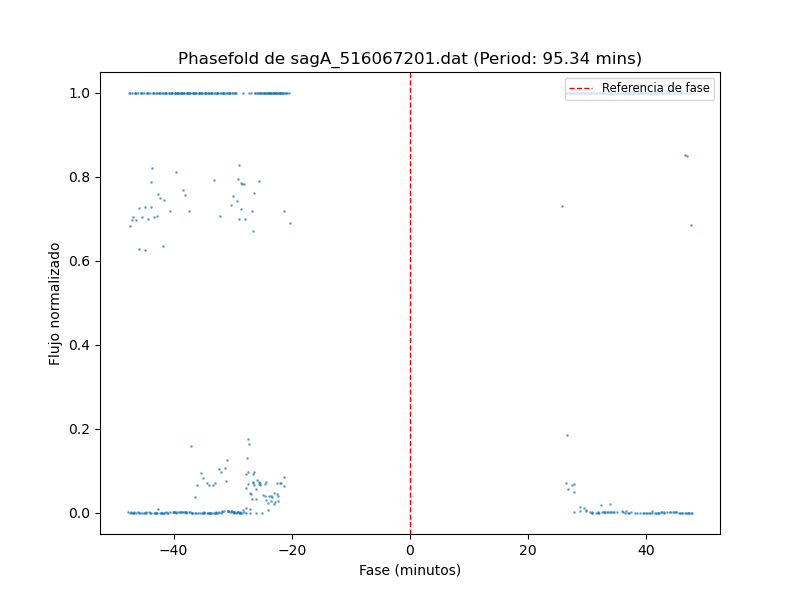 Phasefold de sagA_516067201.dat (Period: 95.34 mins)
Referencia de fase
Flujo normalizado
1.0
0.8
0.6
0.4
0.2
0.0
−40
−20
0
20
40
Fase (minutos)